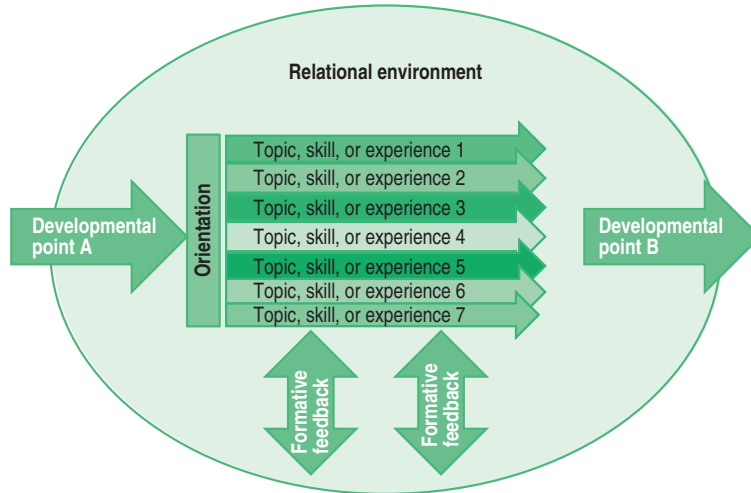 Relational environment
Developmental
point A
Orientation
Topic, skill, or experience 1
Topic, skill, or experience 2
Topic, skill, or experience 3
Topic, skill, or experience 4
Topic, skill, or experience 5
Topic, skill, or experience 6
Topic, skill, or experience 7
Developmental
point B
Formative
feedback
Formative
feedback